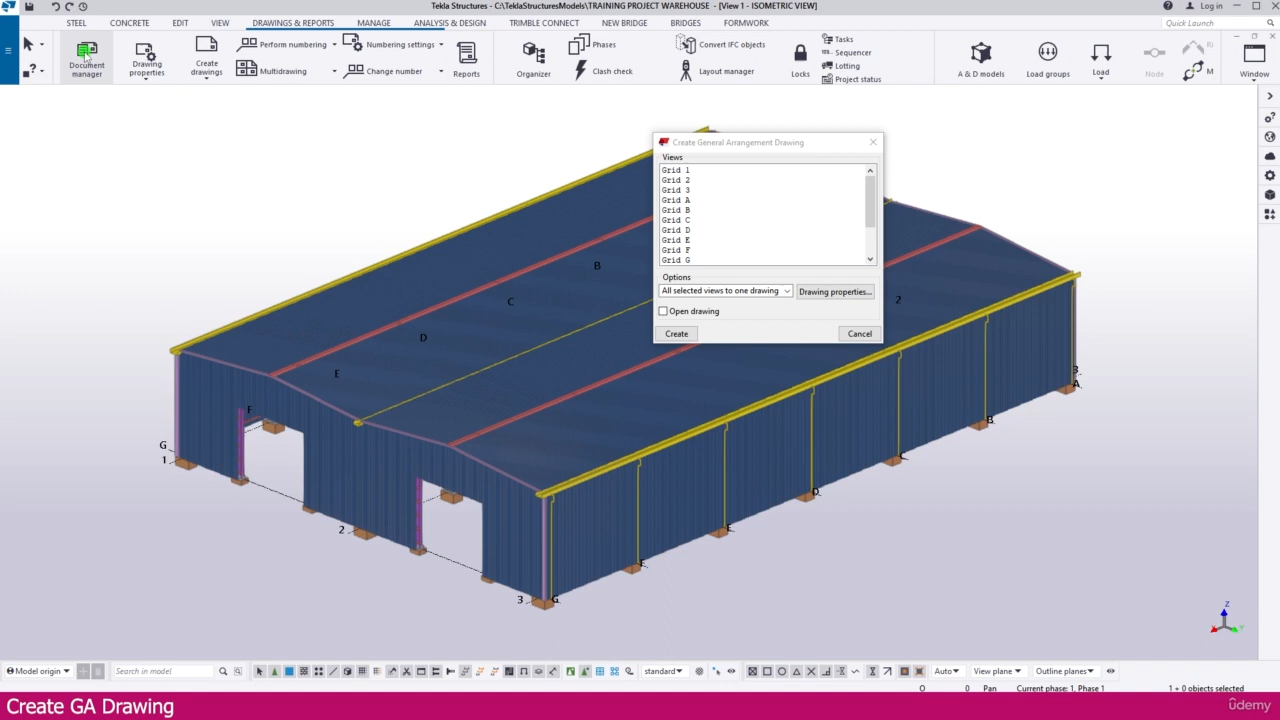 Tekla Structures - C:\TeklaStructuresModels\TRAINING PROJECT WAREHOUSE - [View 1 - ISOMETRIC VIEW]
Log in
STEEL CONCRETE EDIT VIEW DRAWINGS & REPORTS MANAGE ANALYSIS & DESIGN TRIMBLE CONNECT NEW BRIDGE BRIDGES FORMWORK
Quick Launch
Document manager
Drawing properties
Create drawings
Perform numbering
Multidrawing
Numbering settings
Change number
Reports
Organizer
Phases
Clash check
Convert IFC objects
Layout manager
Locks
Tasks
Sequencer
Lotting
Project status
A & D models
Load groups
Load
Node
Ri
M
Window
Create General Arrangement Drawing
Views
Grid 1
Grid 2
Grid 3
Grid A
Grid B
Grid C
Grid D
Grid E
Grid F
Grid G
Options
All selected views to one drawing
Drawing properties...
Open drawing
Create
Cancel
B
C
2
D
E
3
A
F
B
G
1
C
D
2
E
F
3
G
Z
X
Y
Model origin
Search in model
standard
Auto
View plane
Outline planes
O
0
Pan
Current phase: 1, Phase 1
1 + 0 objects selected
Create GA Drawing
ûdemy